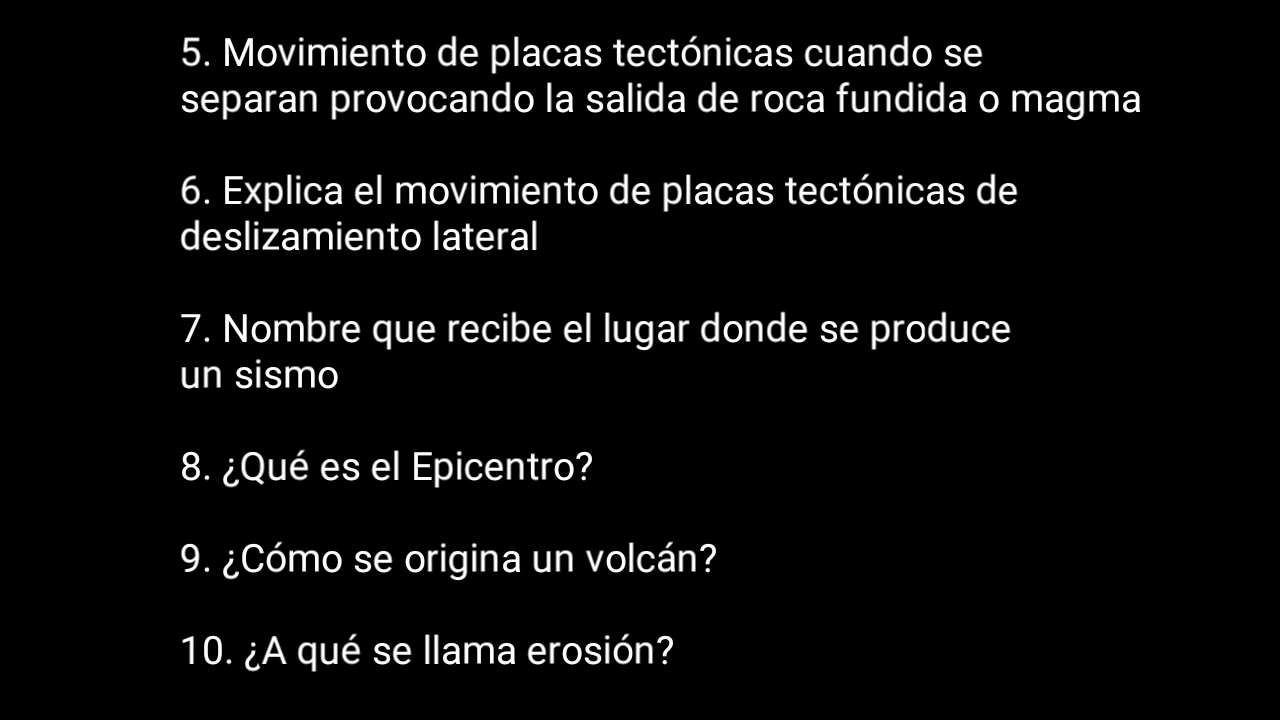 5. Movimiento de placas tectónicas cuando se
separan provocando la salida de roca fundida o magma
6. Explica el movimiento de placas tectónicas de
deslizamiento lateral
7. Nombre que recibe el lugar donde se produce
un sismo
8. ¿Qué es el Epicentro?
9. ¿Cómo se origina un volcán?
10. ¿A qué se llama erosión?